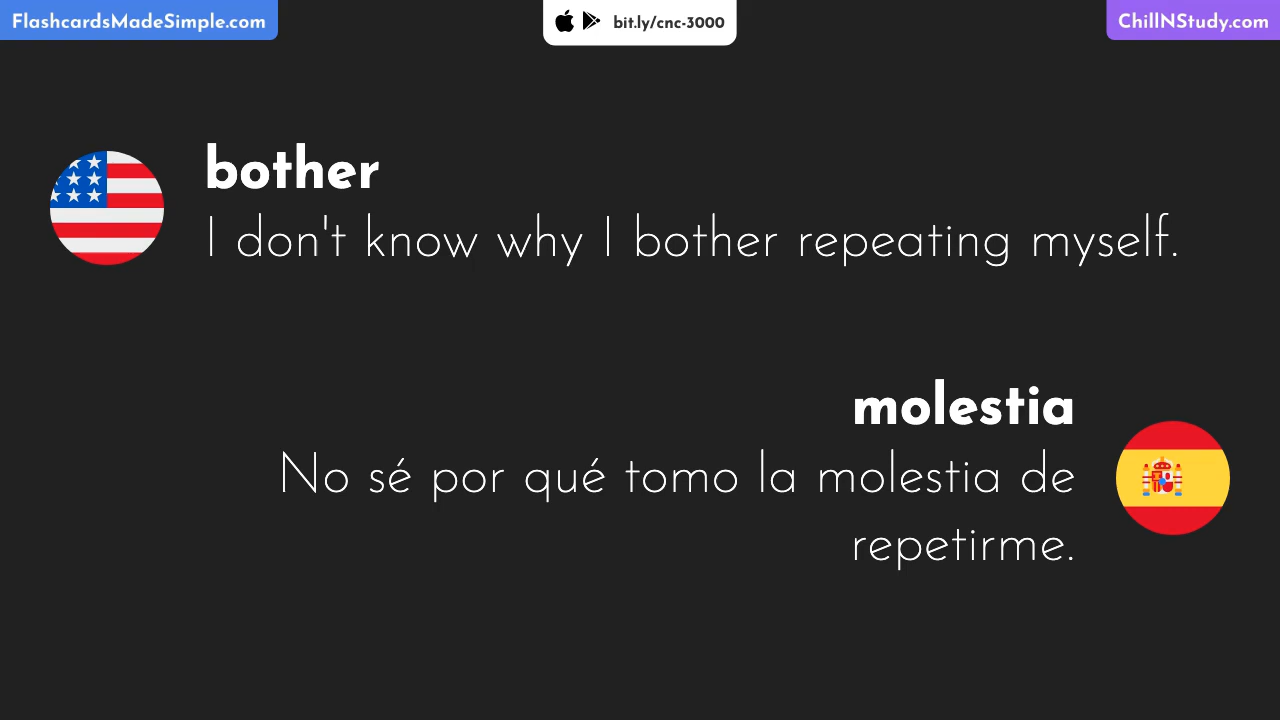 FlashcardsMadeSimple.com
bit.ly/cnc-3000
ChillNStudy.com
bother
I don't know why I bother repeating myself.
molestia
No sé por qué tomo la molestia de
repetirme.